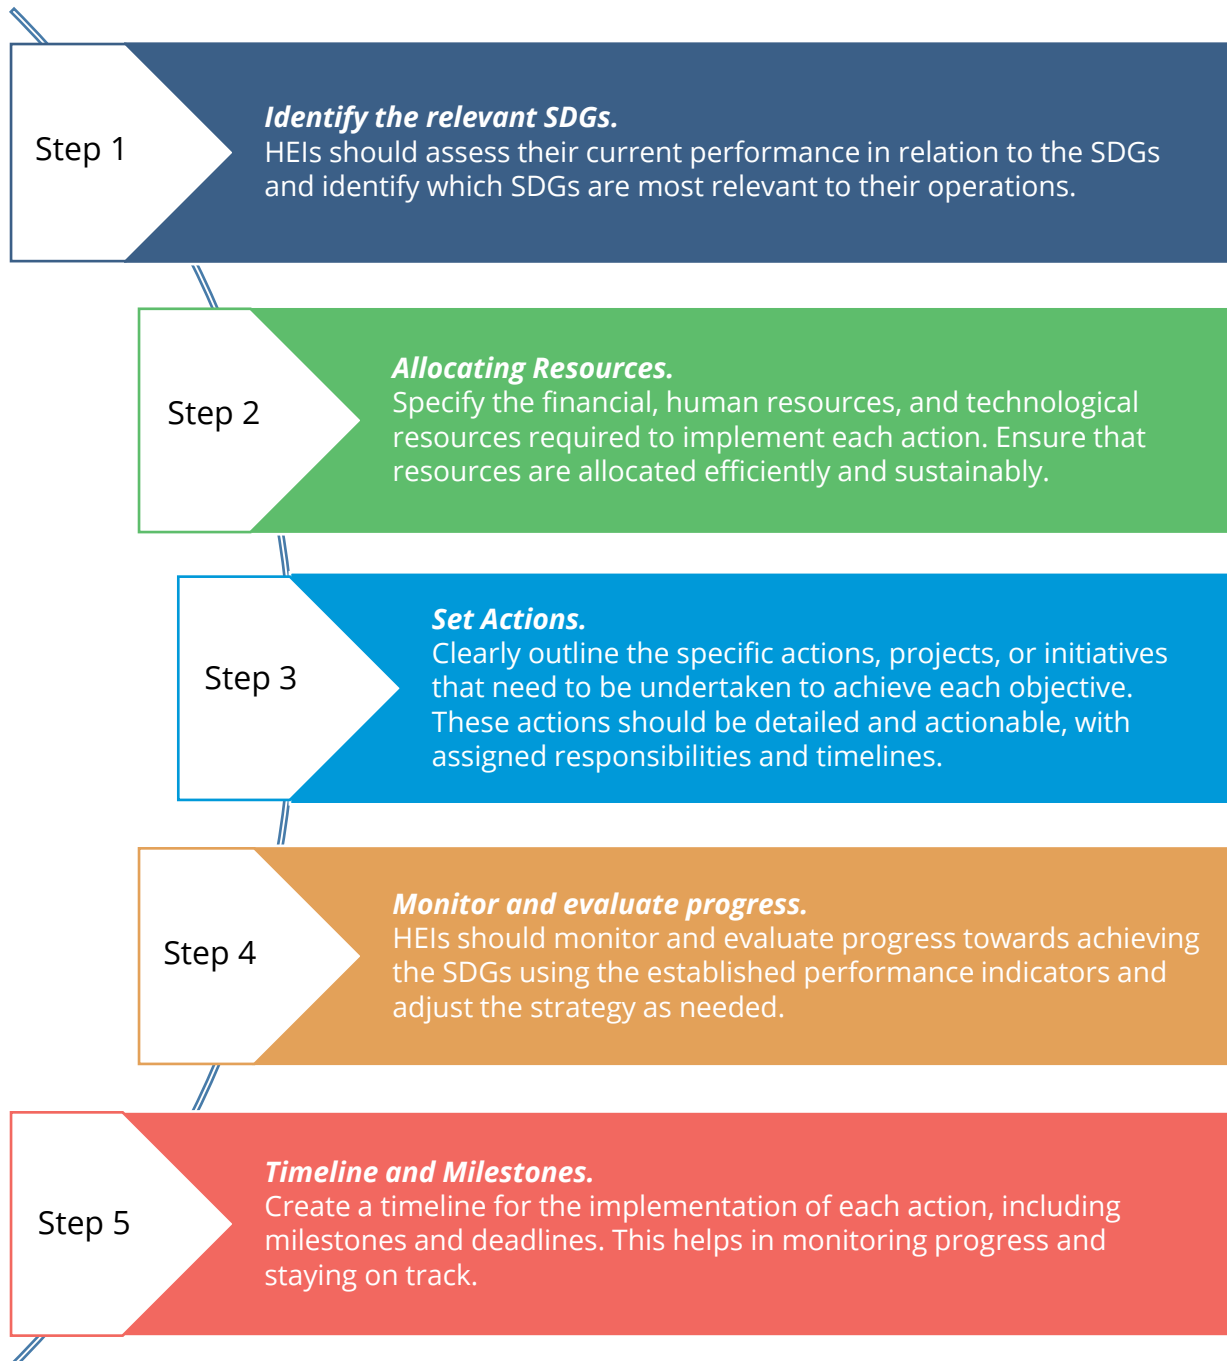 Step 1
Identify the relevant SDGs.
HEIs should assess their current performance in relation to the SDGs
and identify which SDGs are most relevant to their operations.
Step 2
Allocating Resources.
Specify the financial, human resources, and technological
resources required to implement each action. Ensure that
resources are allocated efficiently and sustainably.
Step 3
Set Actions.
Clearly outline the specific actions, projects, or initiatives
that need to be undertaken to achieve each objective.
These actions should be detailed and actionable, with
assigned responsibilities and timelines.
Step 4
Monitor and evaluate progress.
HEIs should monitor and evaluate progress towards achieving
the SDGs using the established performance indicators and
adjust the strategy as needed.
Step 5
Timeline and Milestones.
Create a timeline for the implementation of each action, including
milestones and deadlines. This helps in monitoring progress and
staying on track.